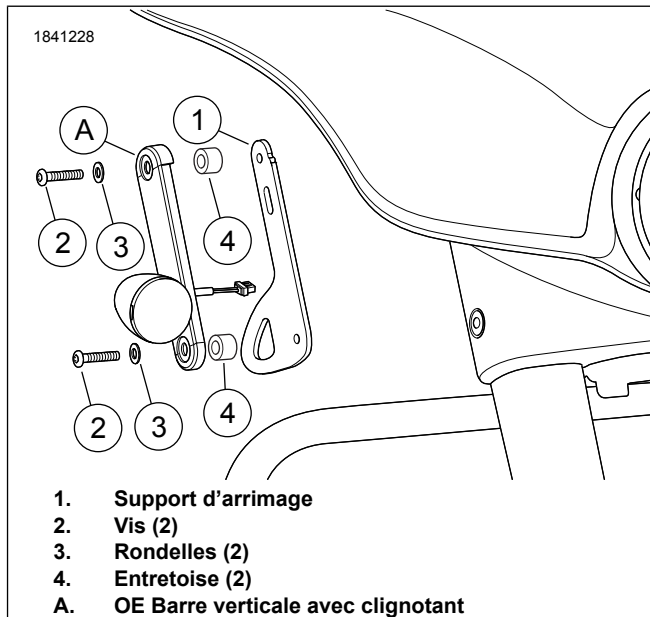 1841228
A
1
2
3
4
2
3
4
1. Support d'arrimage
2. Vis (2)
3. Rondelles (2)
4. Entretoise (2)
A. OE Barre verticale avec clignotant